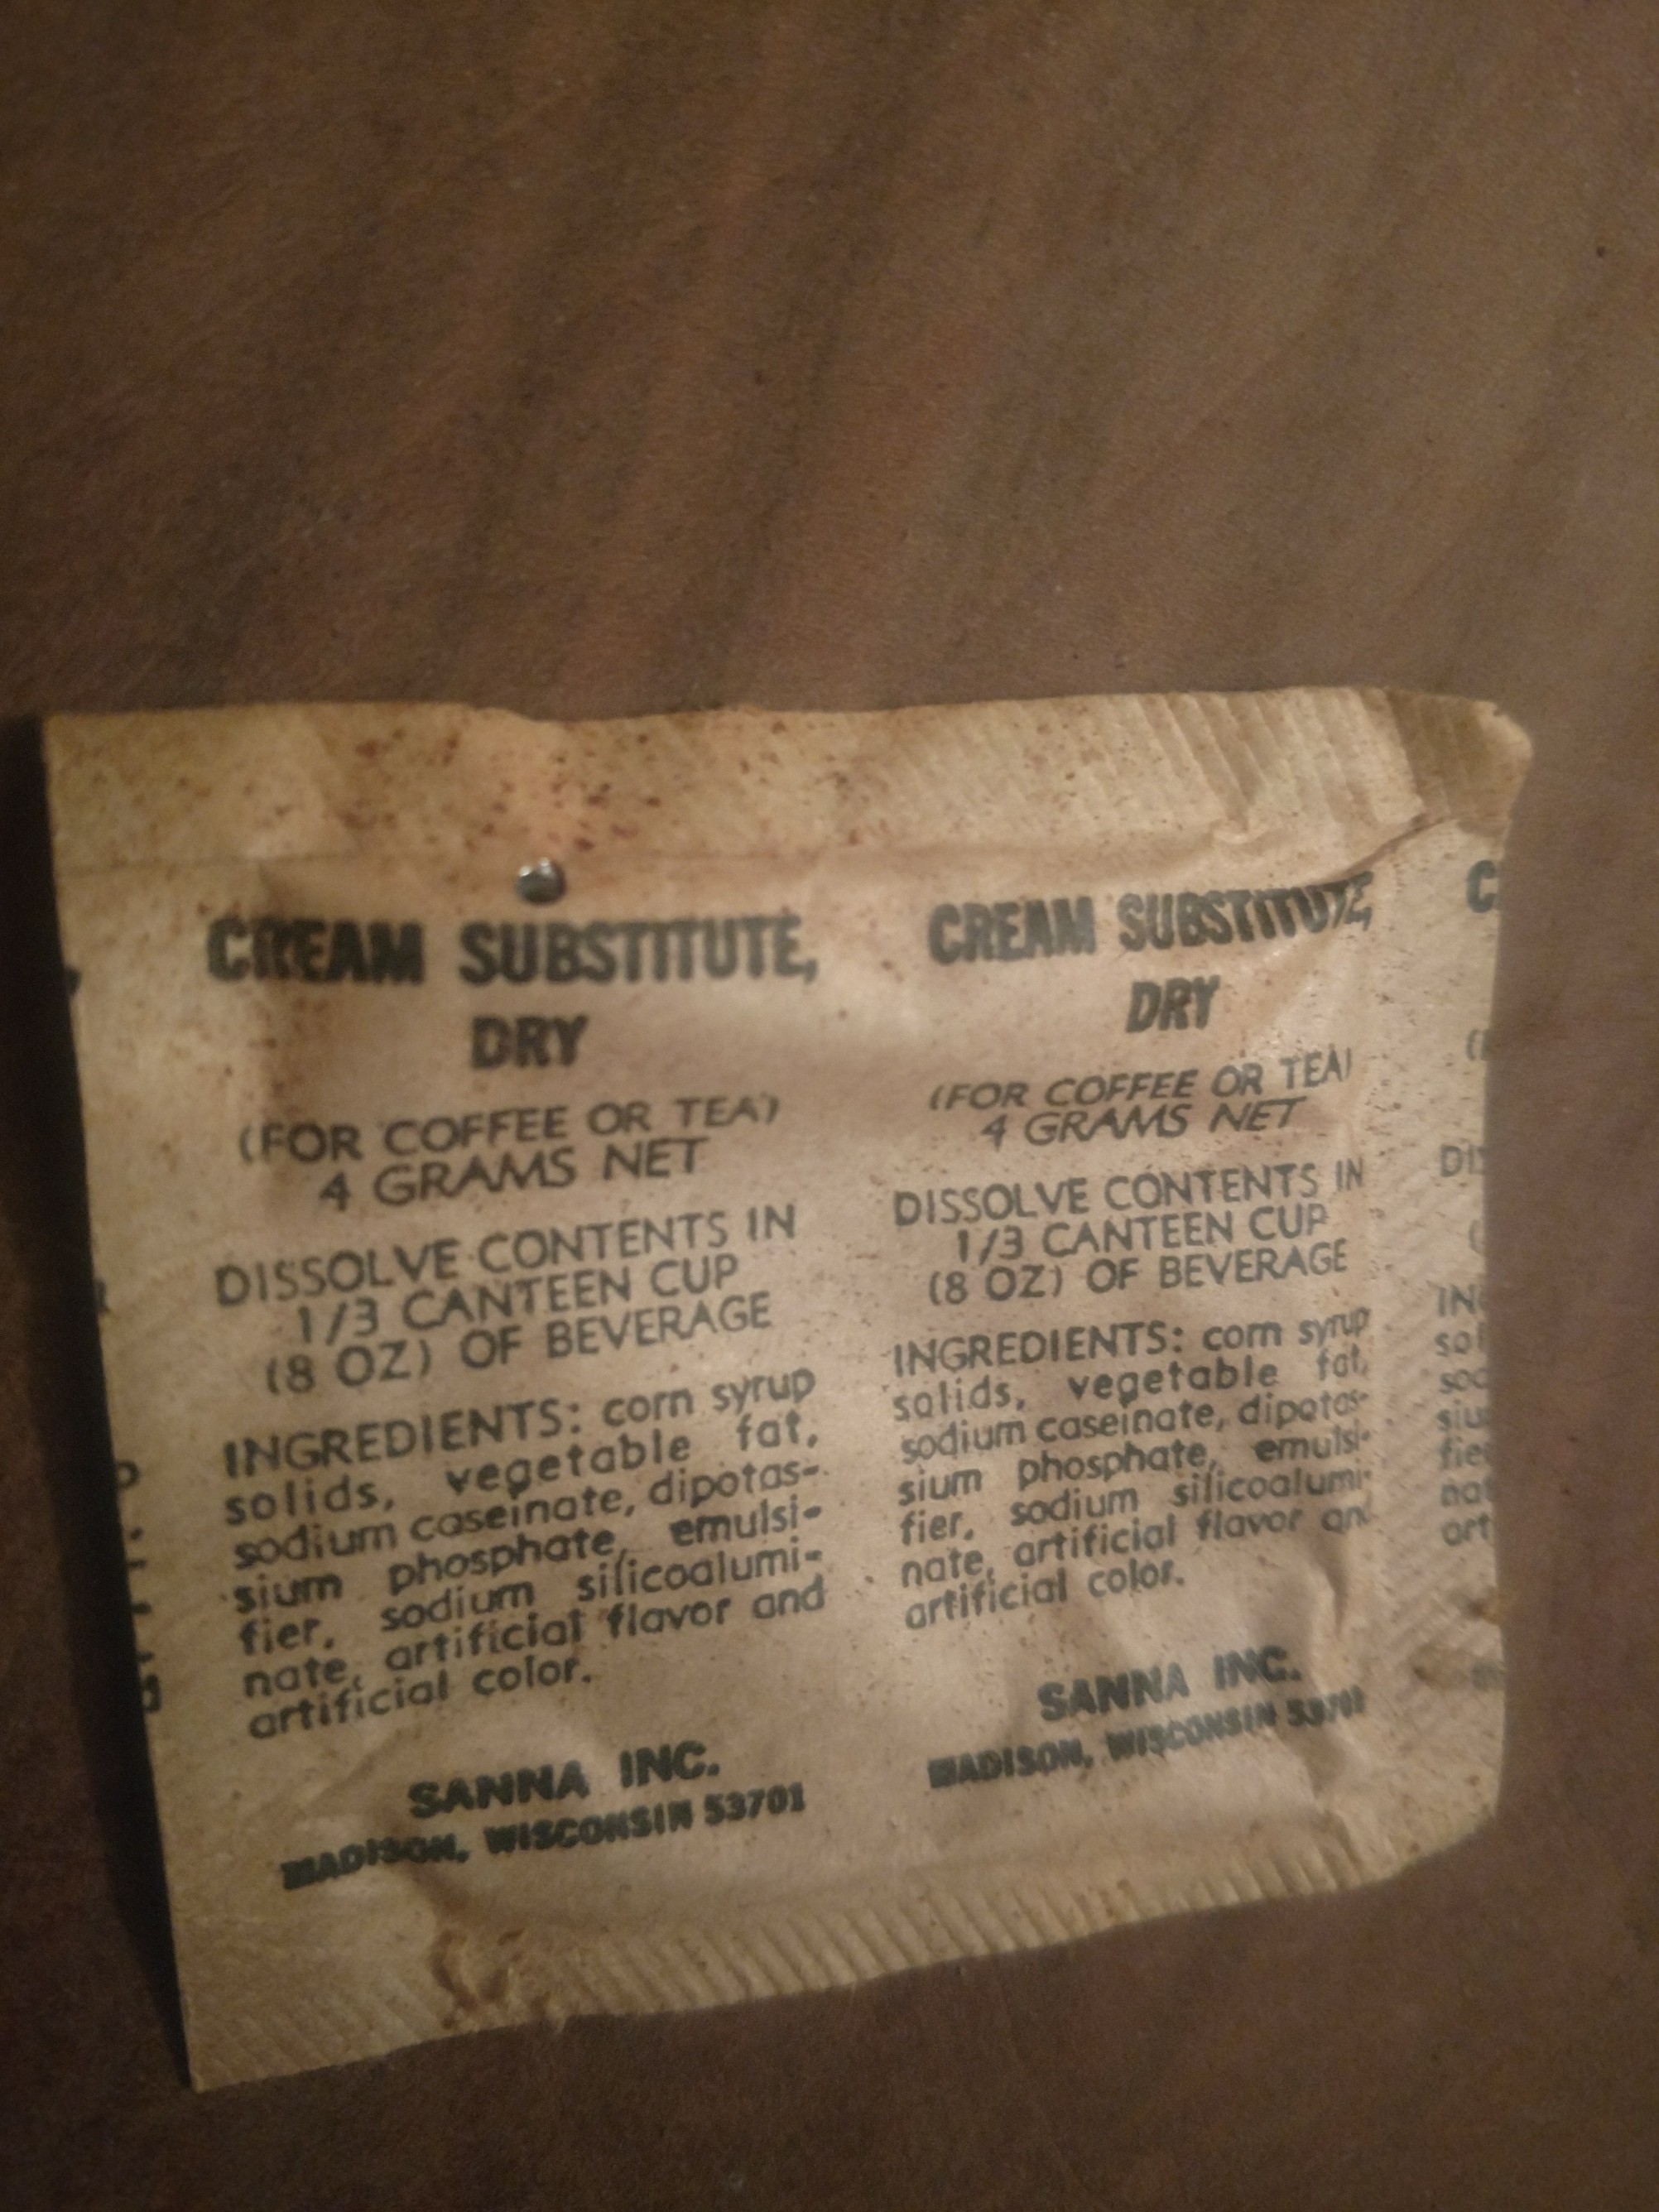 CREAM SUBSTITUTE,
DRY
(FOR COFFEE OR TEA)
4 GRAMS NET
DISSOLVE CONTENTS IN
1/3 CANTEEN CUP
(8 OZ) OF BEVERAGE
INGREDIENTS: corn syrup
solids, vegetable fat,
sodium caseinate, dipotas-
sium phosphate, emulsi-
fier, sodium silicoalumi-
nate, artificial flavor and
artificial color.
SANNA INC.
MADISON, WISCONSIN 53701
CREAM SUBSTITUTE,
DRY
(FOR COFFEE OR TEA)
4 GRAMS NET
DISSOLVE CONTENTS IN
1/3 CANTEEN CUP
(8 OZ) OF BEVERAGE
INGREDIENTS: corn syrup
solids, vegetable fat,
sodium caseinate, dipotas-
sium phosphate, emulsi-
fier, sodium silicoalumi-
nate, artificial flavor an
artificial color.
SANNA INC.
MADISON, WISCONSIN 53701